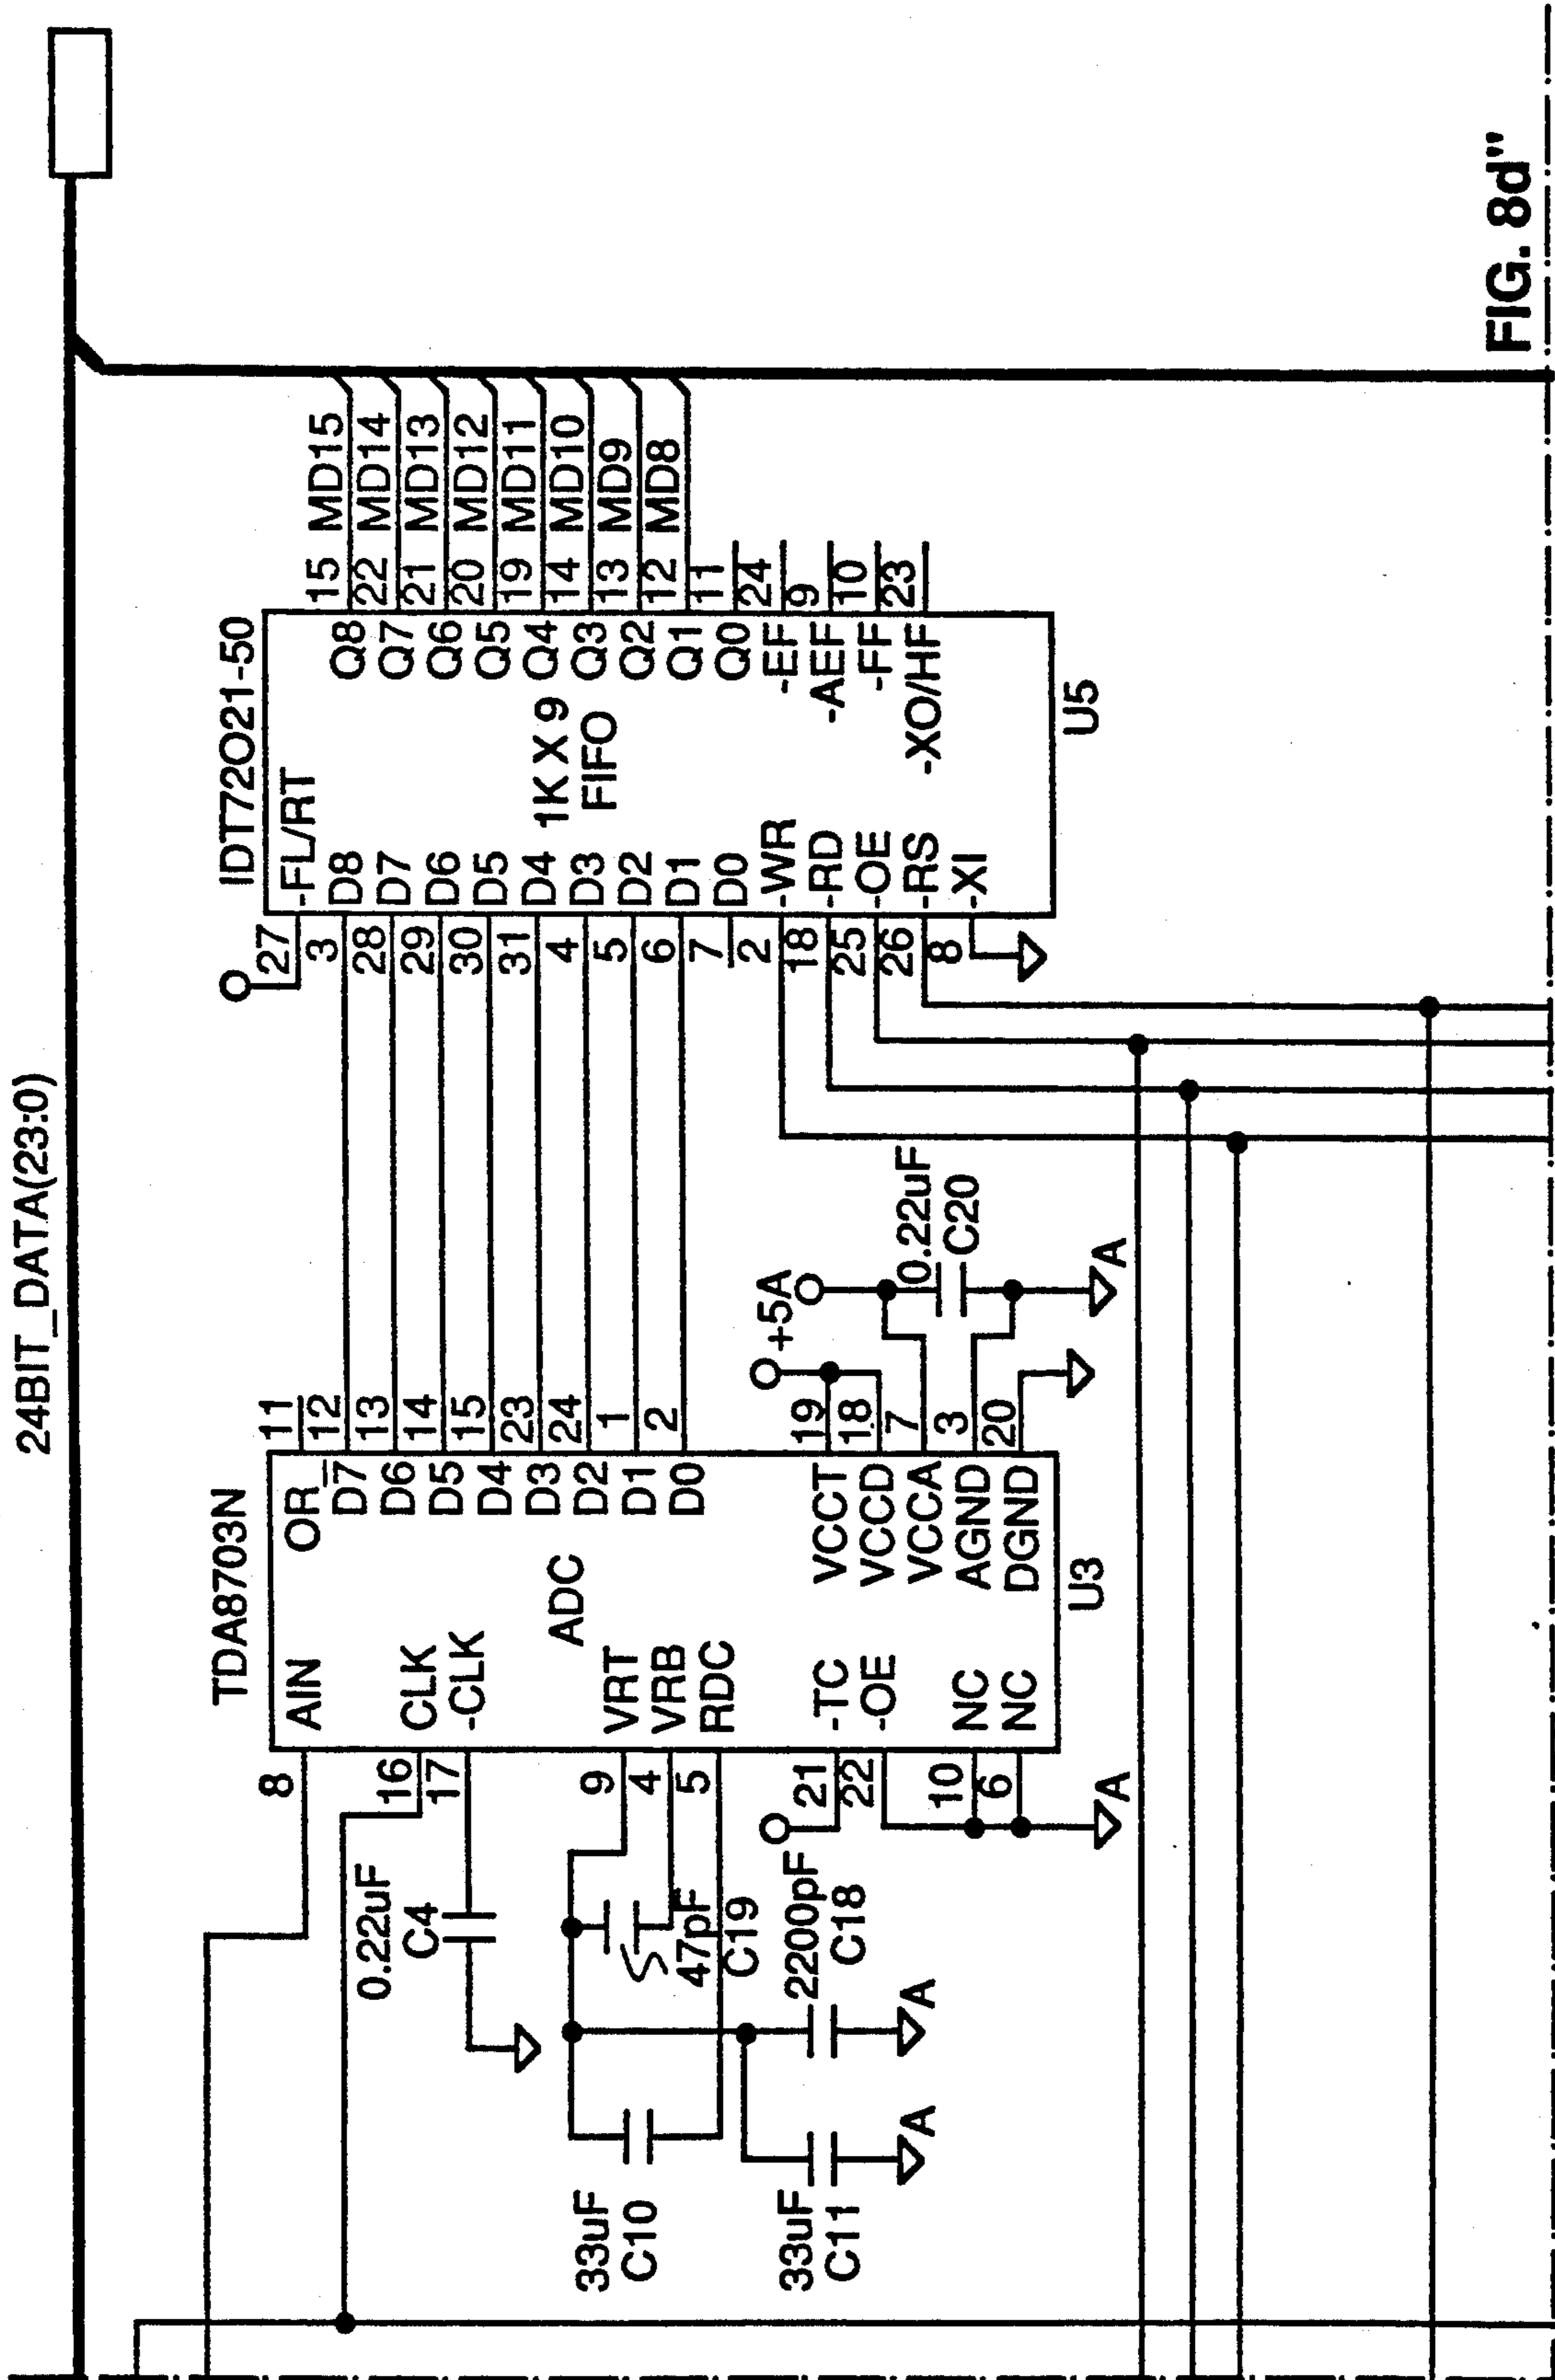 24BIT_DATA(23:0)
TDA8703N
AIN
CLK
-CLK
ADC
VRT
VRB
RDC
-TC
-OE
NC
NC
OR_
D7
D6
D5
D4
D3
D2
D1
D0
VCCT
VCCD
VCCA
AGND
DGND
U3
8
16
17
9
4
5
21
22
10
6
11
12
13
14
15
23
24
1
2
19
18
7
3
20
0.22uF
C4
47pF
C19
2200pF
C18
33uF
C10
33uF
C11
A
A
A
+5A
0.22uF
C20
A
IDT72O21-50
-FL/RT
D8
D7
D6
D5
D4
D3
D2
D1
D0
-WR
-RD
-OE
-RS
-XI
1K X 9
FIFO
Q8
Q7
Q6
Q5
Q4
Q3
Q2
Q1
Q0
-EF
-AEF
-FF
-XO/HF
U5
27
3
28
29
30
31
4
5
6
7
2
18
25
26
8
15 MD15
22 MD14
21 MD13
20 MD12
19 MD11
14 MD10
13 MD9
12 MD8
11
24
9
10
23
FIG. 8d"